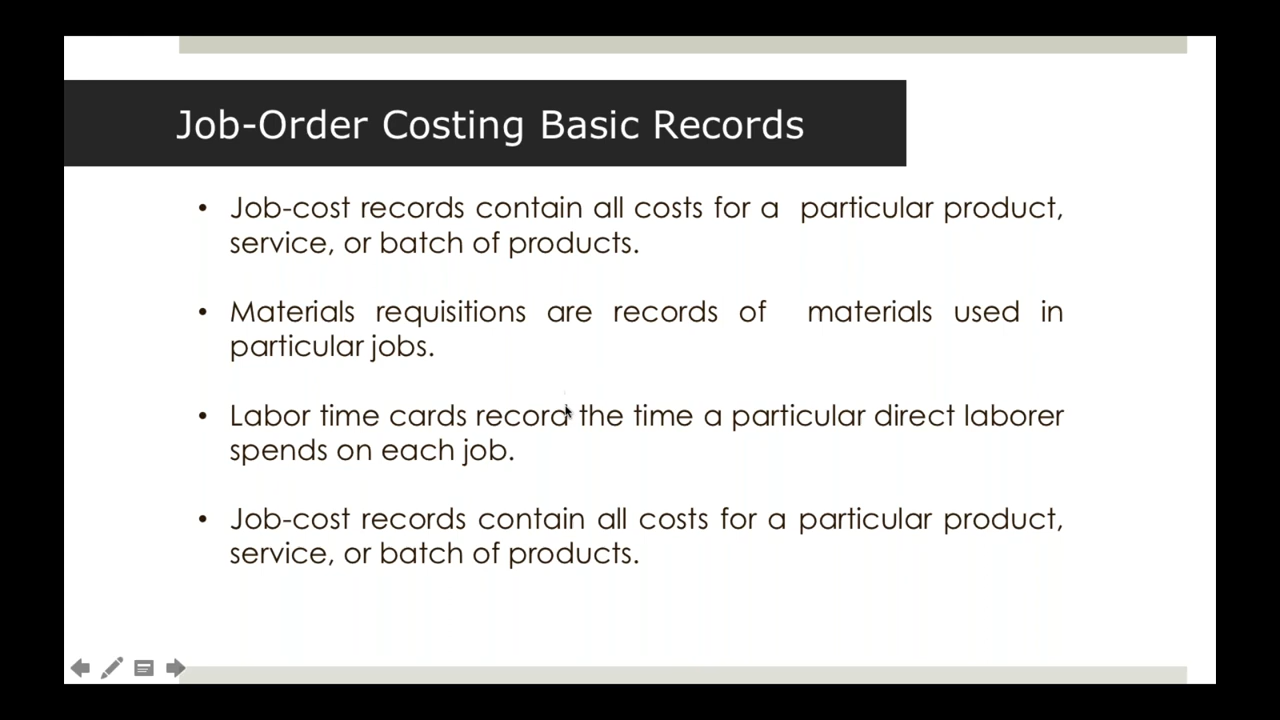 Job-Order Costing Basic Records
• Job-cost records contain all costs for a particular product,
service, or batch of products.
• Materials requisitions are records of materials used in
particular jobs.
• Labor time cards record the time a particular direct laborer
spends on each job.
• Job-cost records contain all costs for a particular product,
service, or batch of products.